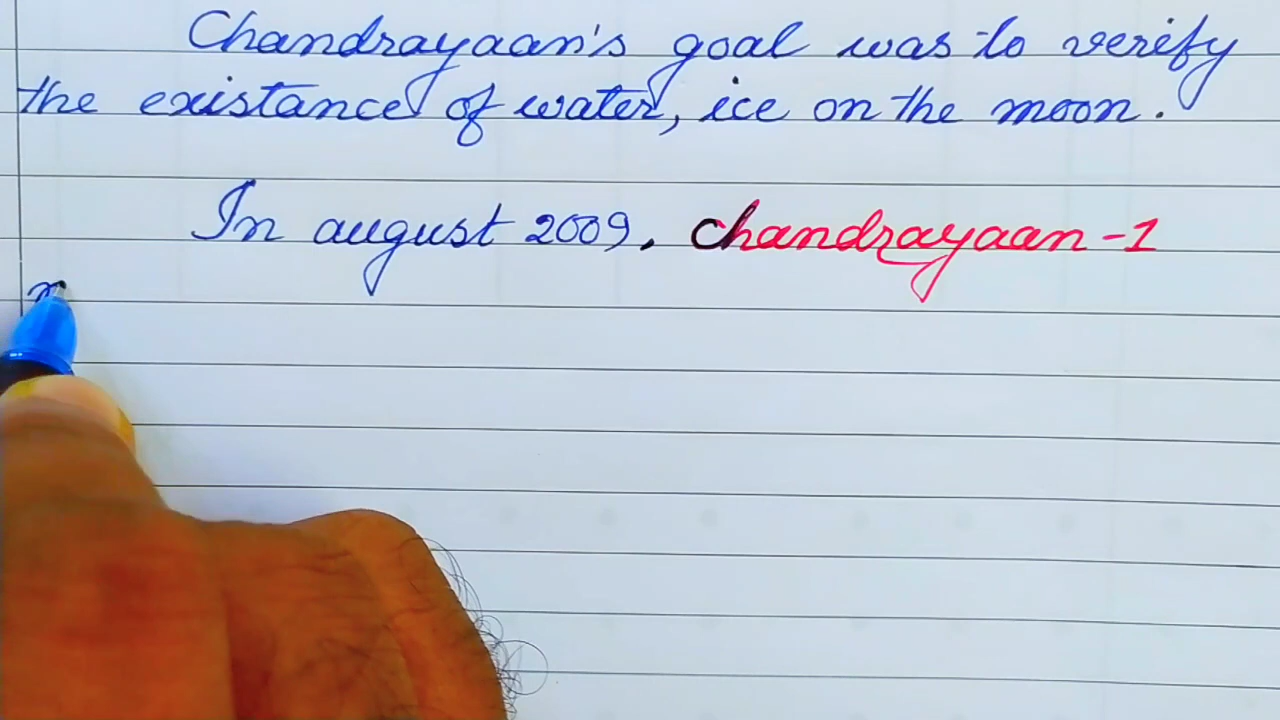 Chandrayaan's goal was to verify
the existance of water, ice on the moon.
In august 2009, Chandrayaan-1